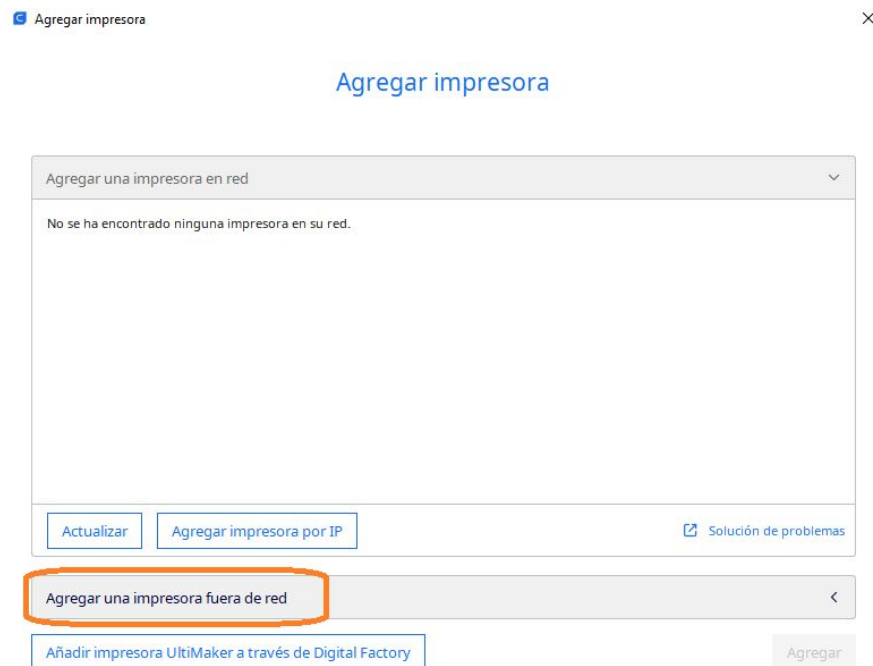 Agregar impresora
Agregar impresora
Agregar una impresora en red
No se ha encontrado ninguna impresora en su red.
Actualizar
Agregar impresora por IP
Solución de problemas
Agregar una impresora fuera de red
Añadir impresora UltiMaker a través de Digital Factory
Agregar